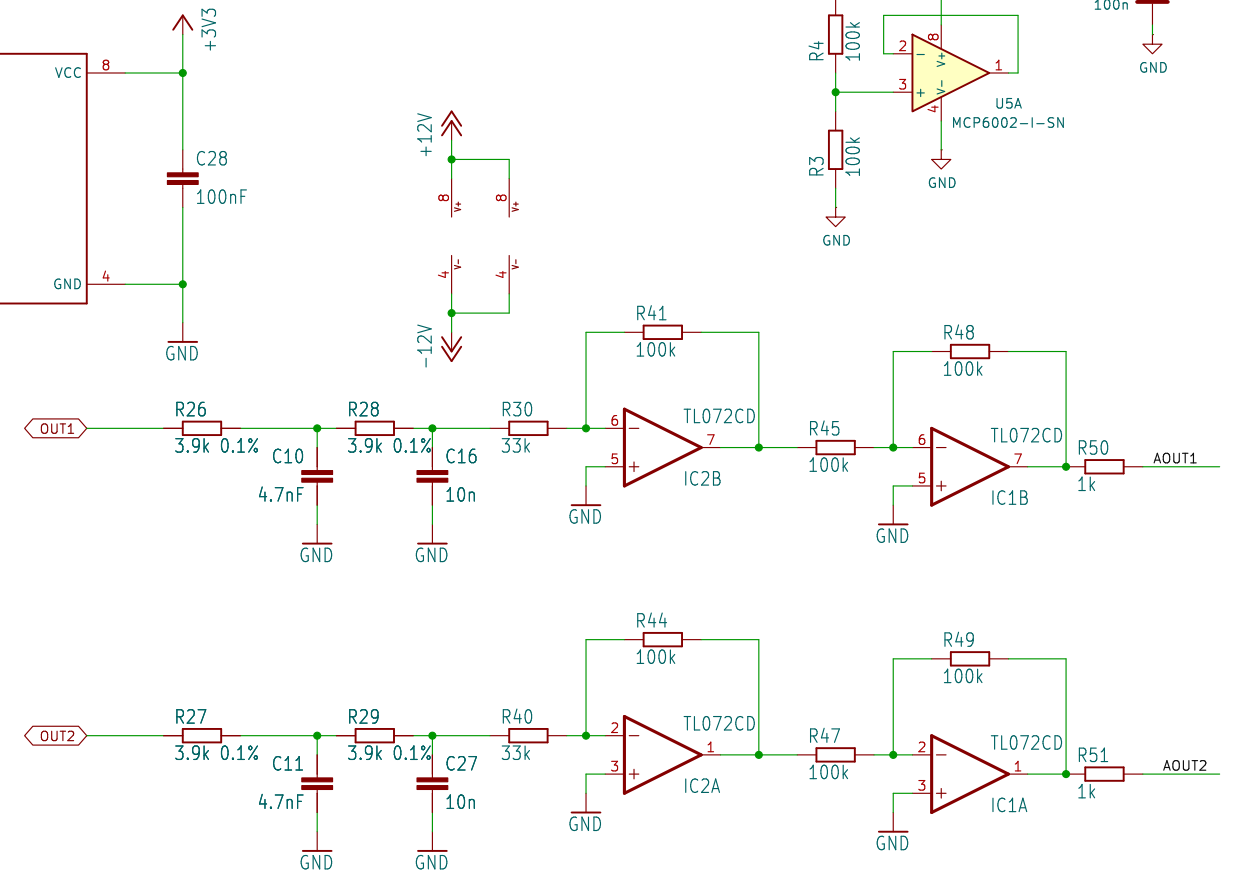 +3V3
VCC
8
C28
100nF
GND
4
GND
+12V
8
V+
8
V+
4
V-
4
V-
-12V
R4
100k
2
-
8
V+
1
3
+
V-
4
U5A
MCP6002-I-SN
R3
100k
GND
GND
100n
GND
OUT1
R26
3.9k 0.1%
C10
4.7nF
GND
R28
3.9k 0.1%
C16
10n
GND
R30
33k
R41
100k
6
-
5
+
7
TL072CD
IC2B
GND
R45
100k
R48
100k
6
-
5
+
7
TL072CD
IC1B
GND
R50
1k
AOUT1
OUT2
R27
3.9k 0.1%
C11
4.7nF
GND
R29
3.9k 0.1%
C27
10n
GND
R40
33k
R44
100k
2
-
3
+
1
TL072CD
IC2A
GND
R47
100k
R49
100k
2
-
3
+
1
TL072CD
IC1A
GND
R51
1k
AOUT2